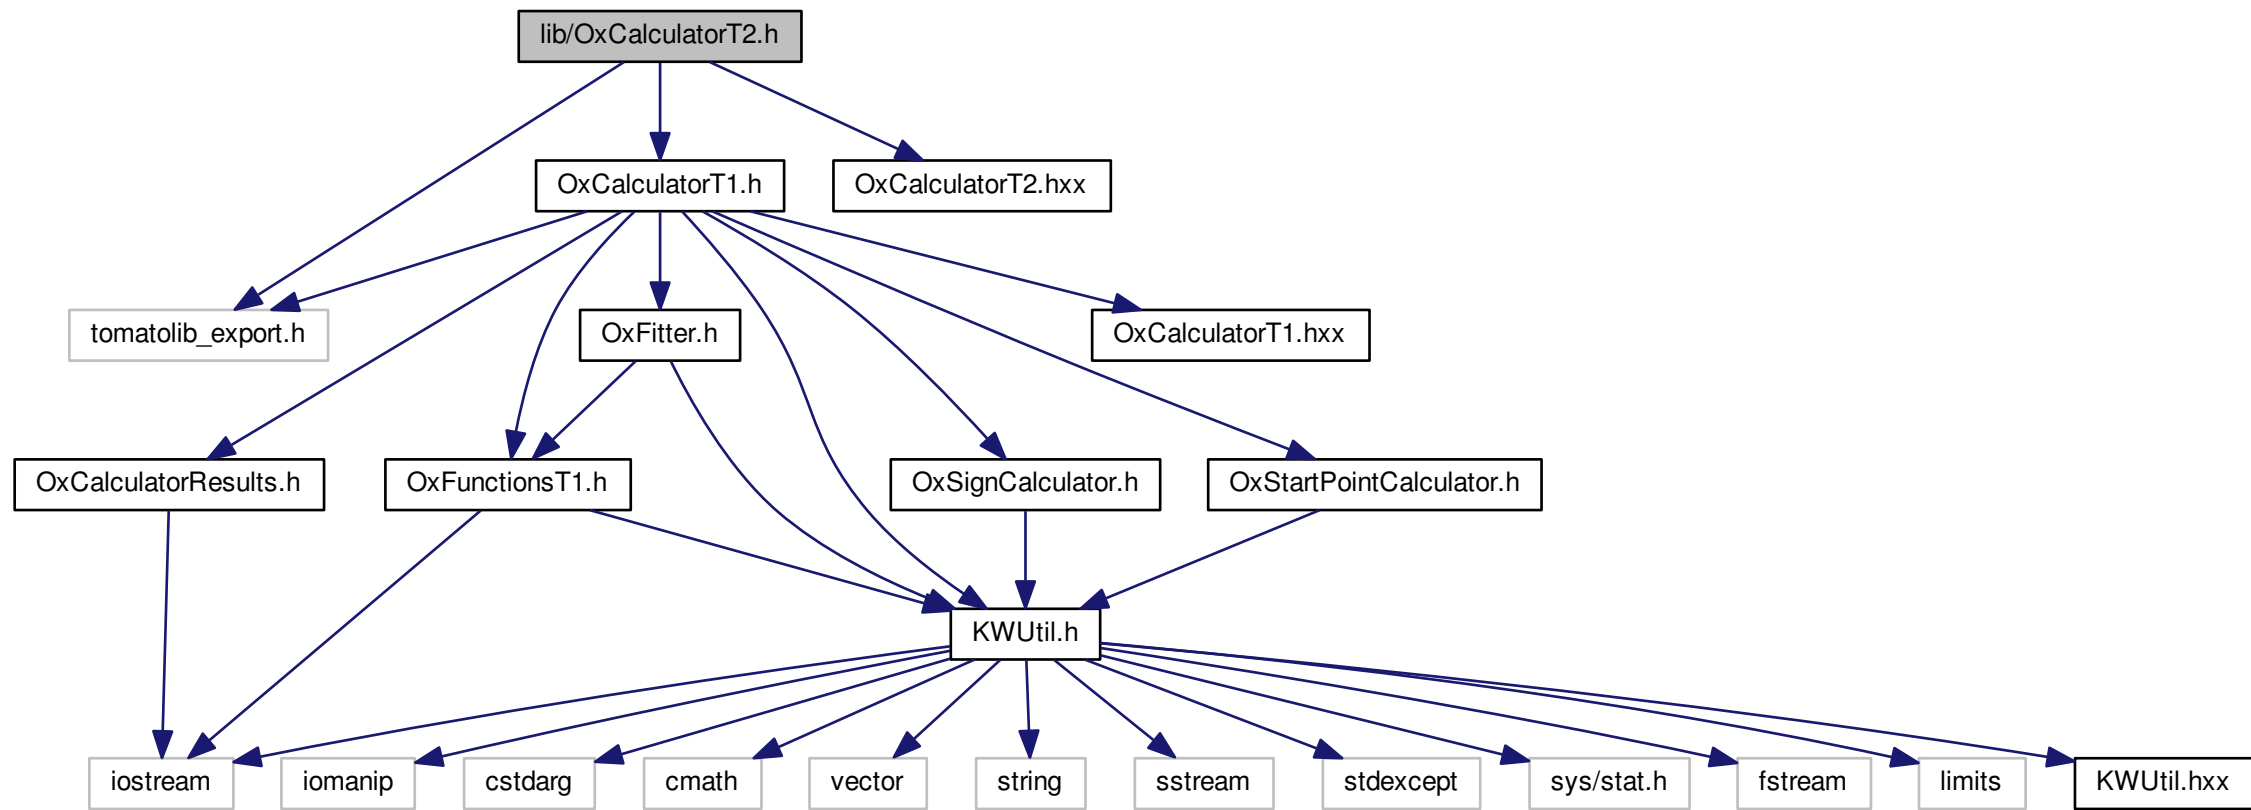 lib/OxCalculatorT2.h
OxCalculatorT1.h
OxCalculatorT2.hxx
tomatolib_export.h
OxFitter.h
OxCalculatorT1.hxx
OxCalculatorResults.h
OxFunctionsT1.h
OxSignCalculator.h
OxStartPointCalculator.h
KWUtil.h
iostream
iomanip
cstdarg
cmath
vector
string
sstream
stdexcept
sys/stat.h
fstream
limits
KWUtil.hxx